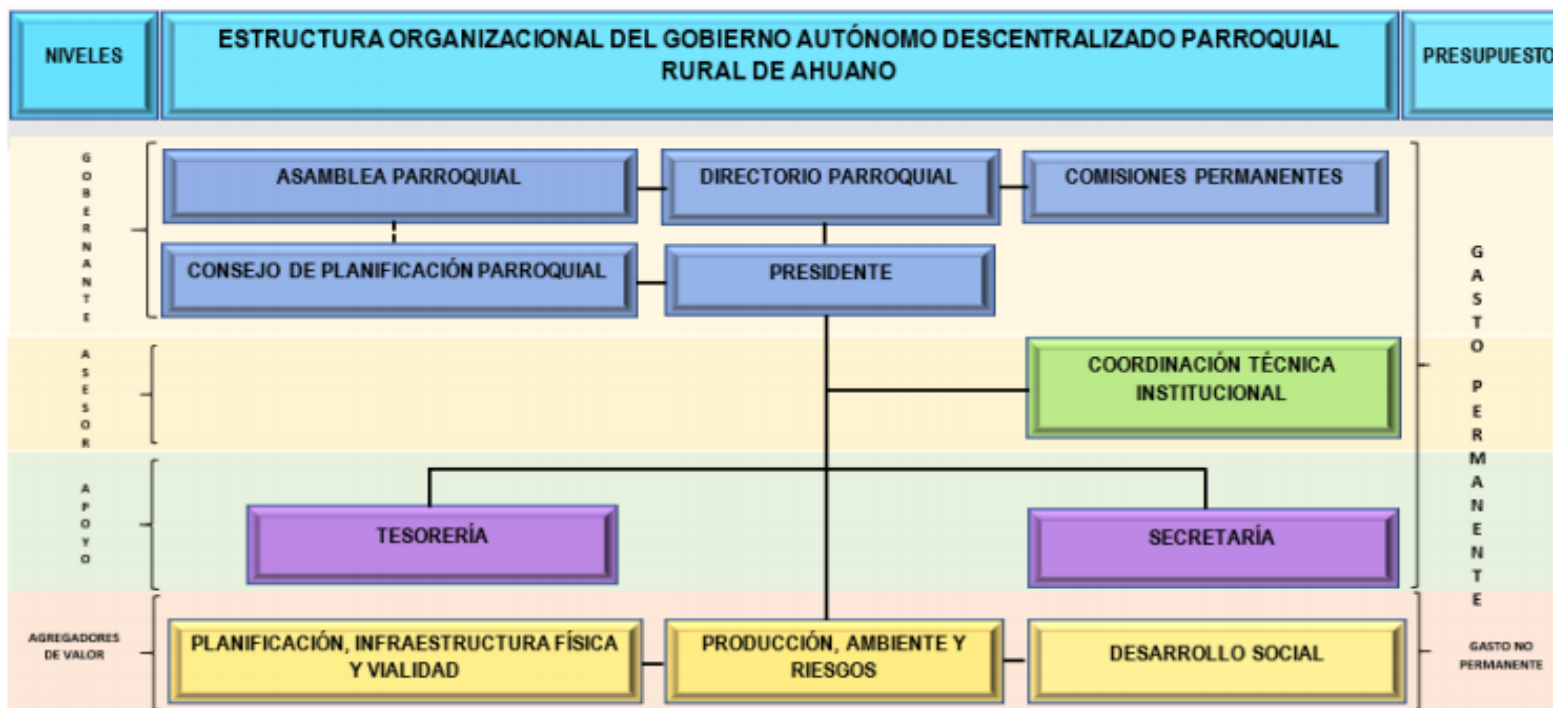 NIVELES
ESTRUCTURA ORGANIZACIONAL DEL GOBIERNO AUTÓNOMO DESCENTRALIZADO PARROQUIAL
RURAL DE AHUANO
PRESUPUESTO
GOBERNANTE
ASAMBLEA PARROQUIAL
DIRECTORIO PARROQUIAL
COMISIONES PERMANENTES
CONSEJO DE PLANIFICACIÓN PARROQUIAL
PRESIDENTE
ASESOR
COORDINACIÓN TÉCNICA
INSTITUCIONAL
GASTO PERMANENTE
APOYO
TESORERÍA
SECRETARÍA
AGREGADORES
DE VALOR
PLANIFICACIÓN, INFRAESTRUCTURA FÍSICA
Y VIALIDAD
PRODUCCIÓN, AMBIENTE Y
RIESGOS
DESARROLLO SOCIAL
GASTO NO
PERMANENTE